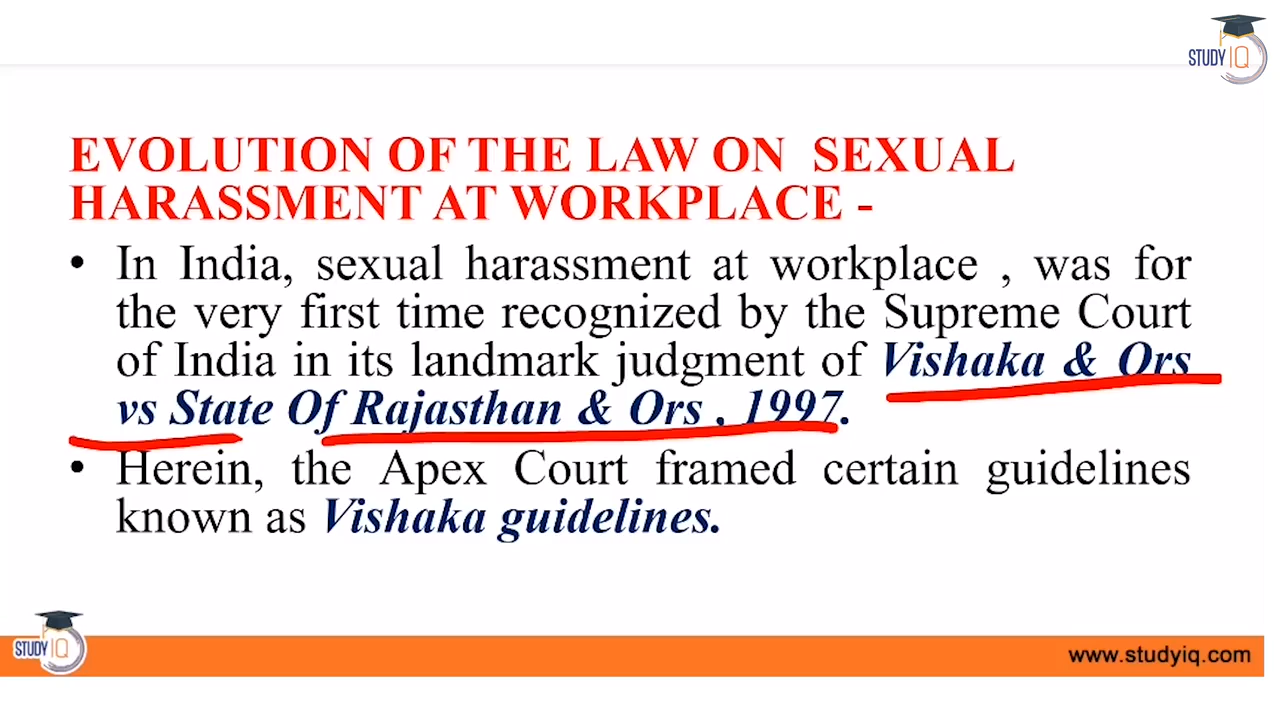 STUDY IQ
EVOLUTION OF THE LAW ON SEXUAL
HARASSMENT AT WORKPLACE -
• In India, sexual harassment at workplace , was for
the very first time recognized by the Supreme Court
of India in its landmark judgment of Vishaka & Ors
vs State Of Rajasthan & Ors , 1997.
• Herein, the Apex Court framed certain guidelines
known as Vishaka guidelines.
STUDY IQ
www.studyiq.com